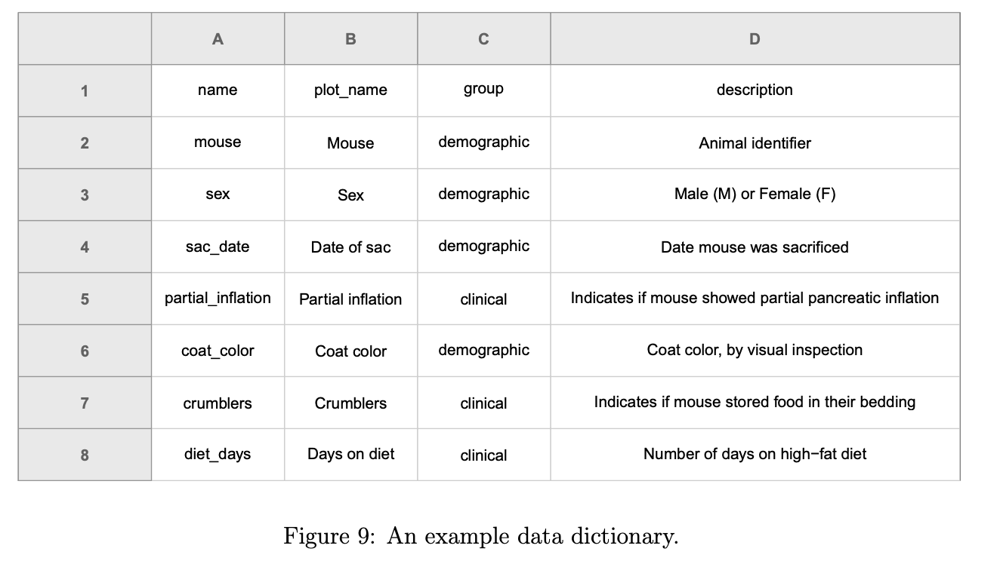 A B C D
1 name plot_name group description
2 mouse Mouse demographic Animal identifier
3 sex Sex demographic Male (M) or Female (F)
4 sac_date Date of sac demographic Date mouse was sacrificed
5 partial_inflation Partial inflation clinical Indicates if mouse showed partial pancreatic inflation
6 coat_color Coat color demographic Coat color, by visual inspection
7 crumblers Crumblers clinical Indicates if mouse stored food in their bedding
8 diet_days Days on diet clinical Number of days on high−fat diet
Figure 9: An example data dictionary.